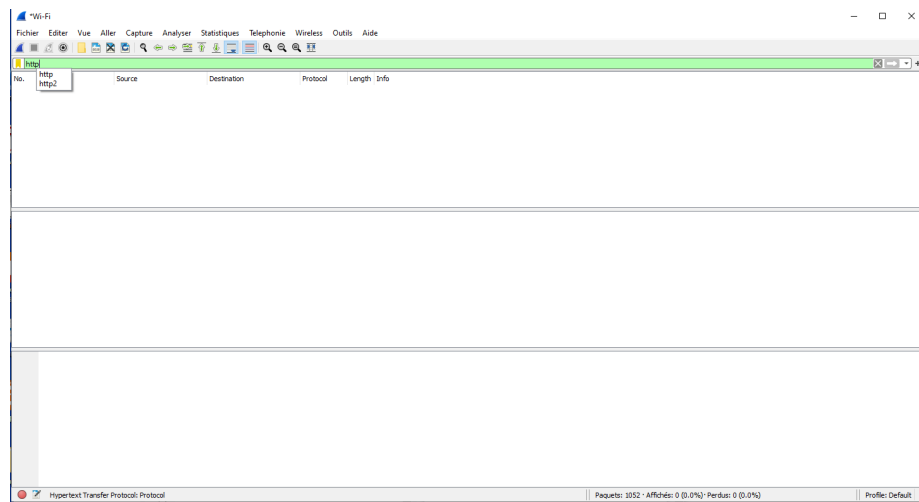 *Wi-Fi
Fichier Editer Vue Aller Capture Analyser Statistiques Telephonie Wireless Outils Aide
http
No. Source Destination Protocol Length Info
http
http2
Hypertext Transfer Protocol: Protocol
Paquets: 1052 · Affichés: 0 (0.0%) · Perdus: 0 (0.0%)
Profile: Default